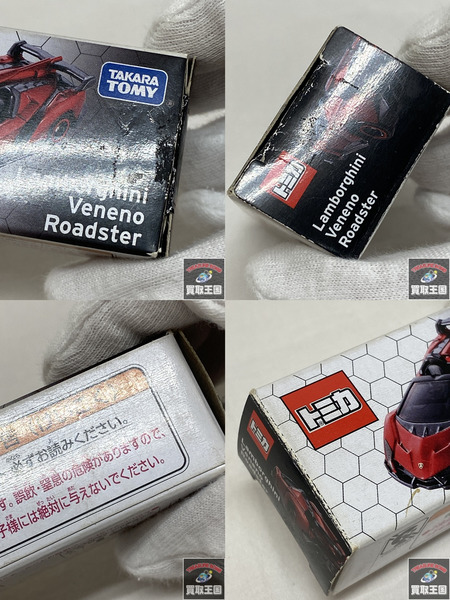 TAKARA
TOMY
Lamborghini
Veneno
Roadster
買取王国
トミカ
Lamborghini
Veneno
Roadster
買取王国
必ずお読みください。
す。誤飲・窒息の危険がありますので、
子様には絶対に与えないでください。
買取王国
トミカ
トミカ
Lamborghini
買取王国